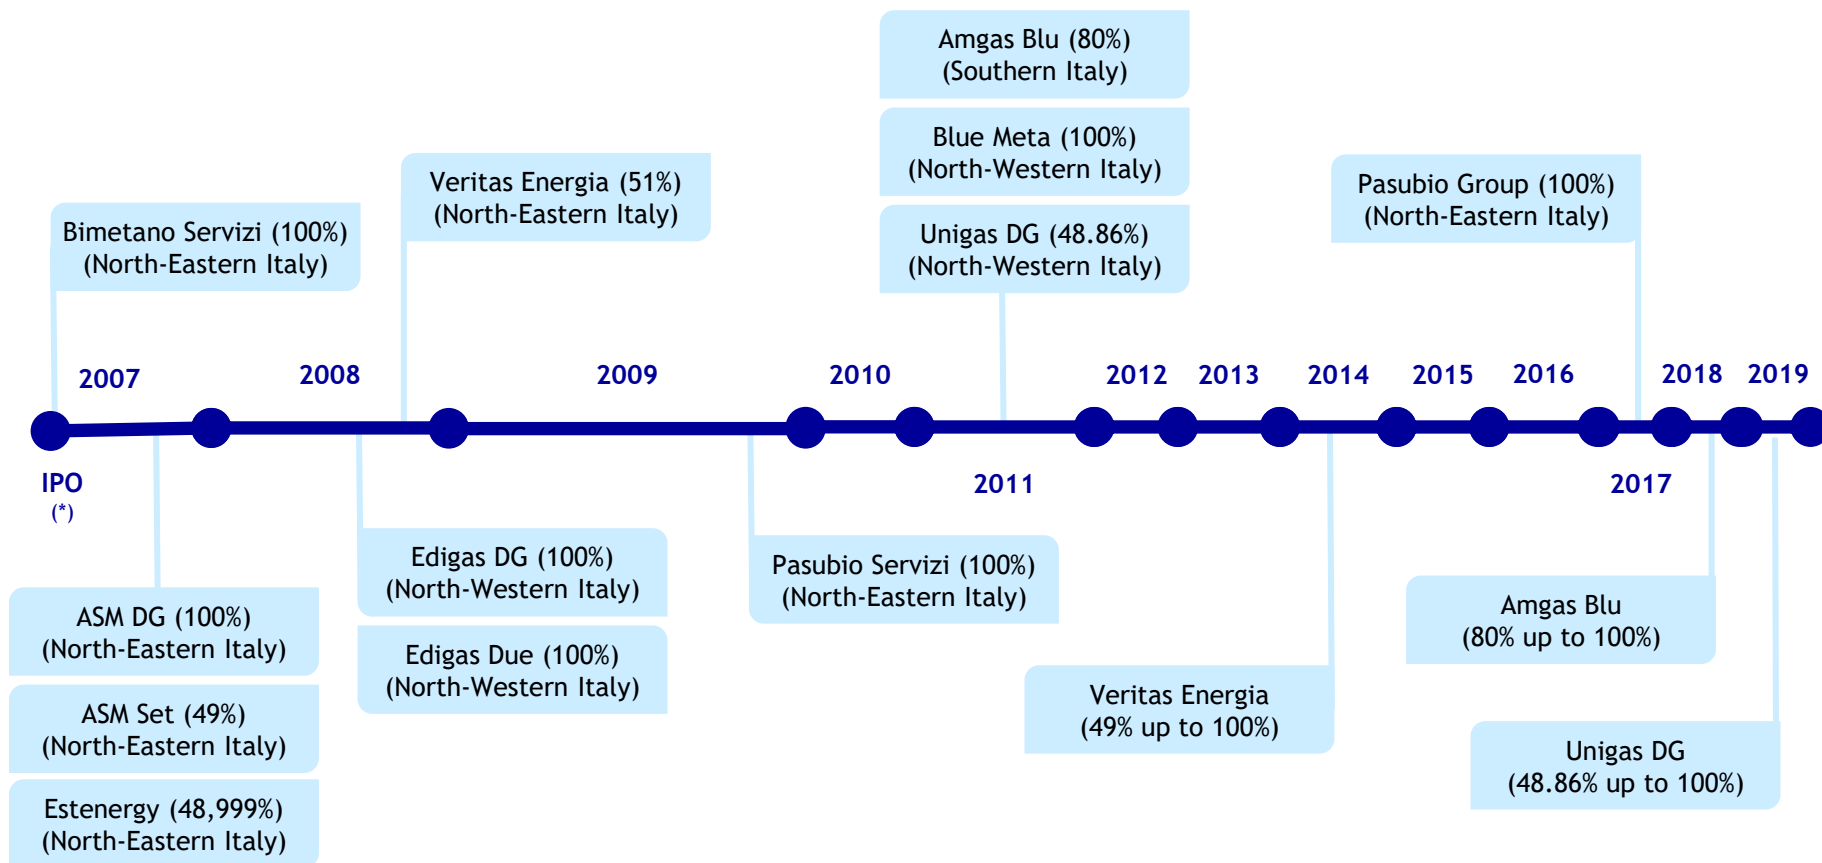 Amgas Blu (80%)
(Southern Italy)
Blue Meta (100%)
(North-Western Italy)
Unigas DG (48.86%)
(North-Western Italy)
Veritas Energia (51%)
(North-Eastern Italy)
Pasubio Group (100%)
(North-Eastern Italy)
Bimetano Servizi (100%)
(North-Eastern Italy)
2007
2008
2009
2010
2012
2013
2014
2015
2016
2018
2019
IPO
(*)
2011
2017
Edigas DG (100%)
(North-Western Italy)
Edigas Due (100%)
(North-Western Italy)
Pasubio Servizi (100%)
(North-Eastern Italy)
ASM DG (100%)
(North-Eastern Italy)
ASM Set (49%)
(North-Eastern Italy)
Estenergy (48,999%)
(North-Eastern Italy)
Veritas Energia
(49% up to 100%)
Amgas Blu
(80% up to 100%)
Unigas DG
(48.86% up to 100%)